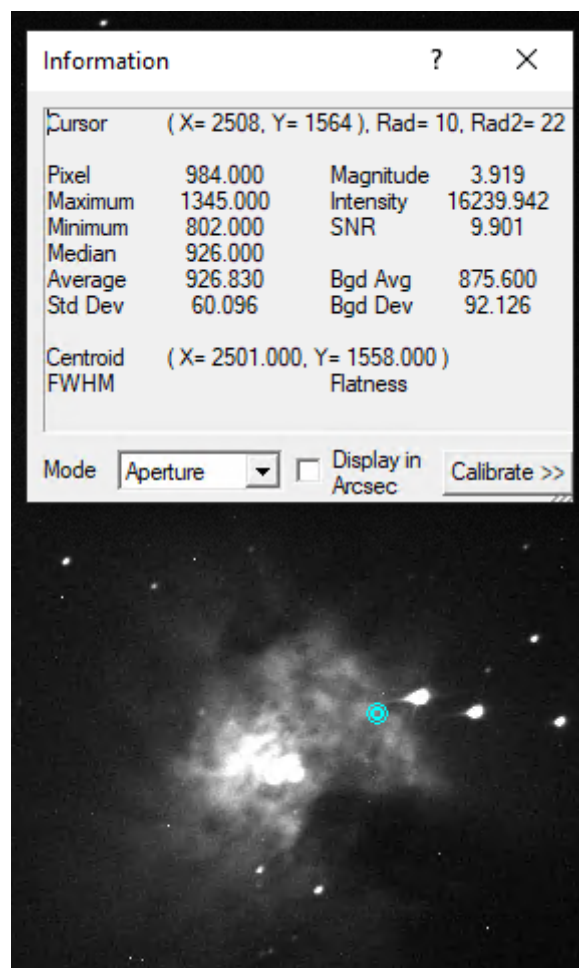 Information ? X
Cursor ( X= 2508, Y= 1564 ), Rad= 10, Rad2= 22
Pixel 984.000 Magnitude 3.919
Maximum 1345.000 Intensity 16239.942
Minimum 802.000 SNR 9.901
Median 926.000
Average 926.830 Bgd Avg 875.600
Std Dev 60.096 Bgd Dev 92.126
Centroid ( X= 2501.000, Y= 1558.000 )
FWHM Flatness
Mode Aperture Display in Arcsec Calibrate >>